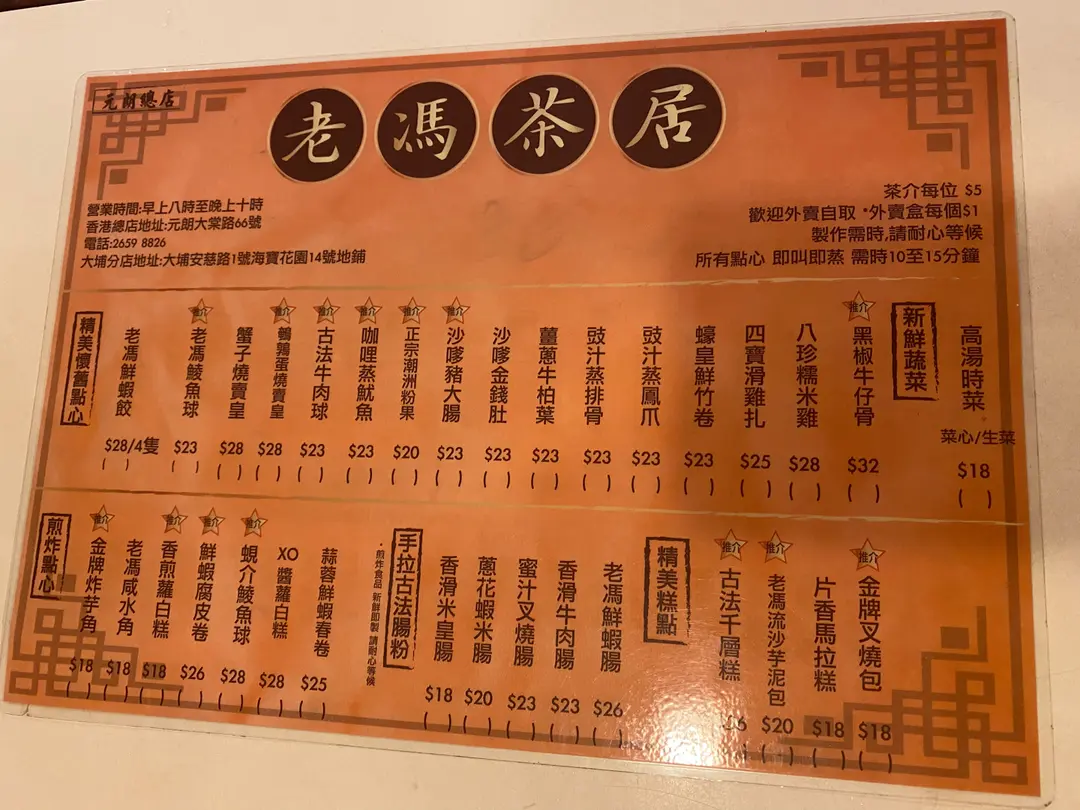 元朗總店
老馮茶居
營業時間:早上八時至晚上十時
香港總店地址:元朗大棠路66號
電話:2659 8826
大埔分店地址:大埔安慈路1號海寶花園14號地鋪
茶介每位 $5
歡迎外賣自取 *外賣盒每個$1
製作需時,請耐心等候
所有點心 即叫即蒸 需時10至15分鐘
精美懷舊點心
老馮鮮蝦餃 $28/4隻 ( )
推介 老馮鯪魚球 $23 ( )
蟹子燒賣皇 $28 ( )
推介 鵪鶉蛋燒賣皇 $28 ( )
推介 古法牛肉球 $23 ( )
推介 咖哩蒸魷魚 $23 ( )
推介 正宗潮洲粉果 $20 ( )
推介 沙嗲豬大腸 $23 ( )
沙嗲金錢肚 $23 ( )
薑蔥牛柏葉 $23 ( )
豉汁蒸排骨 $23 ( )
豉汁蒸鳳爪 $23 ( )
蠔皇鮮竹卷 $23 ( )
四寶滑雞扎 $25 ( )
八珍糯米雞 $28 ( )
推介 黑椒牛仔骨 $32 ( )
新鮮蔬菜
高湯時菜
菜心/生菜
$18 ( )
煎炸點心
推介 金牌炸芋角 $18 ( )
老馮咸水角 $18 ( )
推介 香煎蘿白糕 $18 ( )
推介 鮮蝦腐皮卷 $26 ( )
推介 蜆介鯪魚球 $28 ( )
XO醬蘿白糕 $28 ( )
蒜蓉鮮蝦春卷 $25 ( )
*煎炸食品 新鮮即製 請耐心等候
手拉古法腸粉
香滑米皇腸 $18 ( )
蔥花蝦米腸 $20 ( )
蜜汁叉燒腸 $23 ( )
香滑牛肉腸 $23 ( )
老馮鮮蝦腸 $26 ( )
精美糕點
推介 古法千層糕 ( )
推介 老馮流沙芋泥包 $20 ( )
片香馬拉糕 $18 ( )
推介 金牌叉燒包 $18 ( )